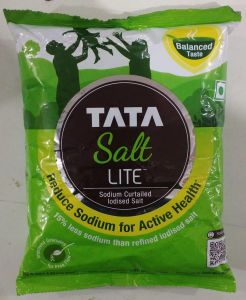 Balanced
Taste
TATA
Salt
LITE™
Sodium Curtailed
Iodised Salt
Reduce Sodium for Active Health*
15% less sodium than refined iodised salt